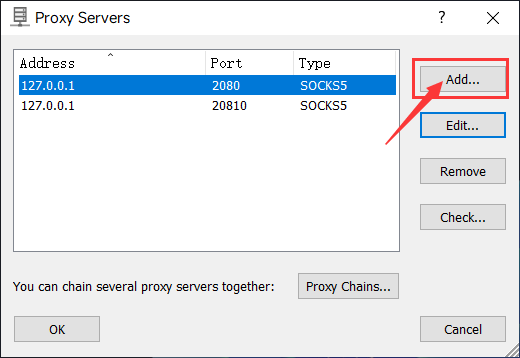 Proxy Servers
?
Address Port Type
127.0.0.1 2080 SOCKS5
127.0.0.1 20810 SOCKS5
Add...
Edit...
Remove
Check...
You can chain several proxy servers together: Proxy Chains...
OK Cancel